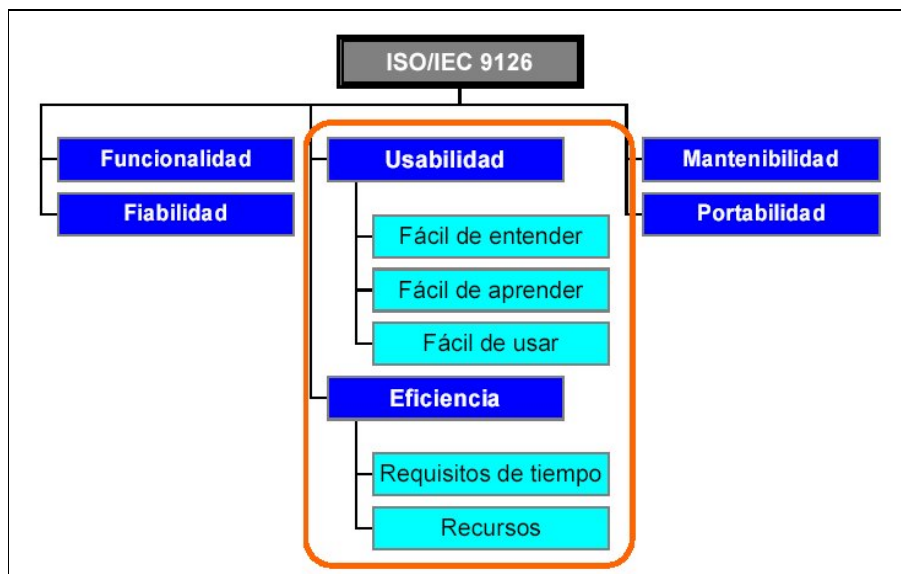 ISO/IEC 9126
Funcionalidad
Fiabilidad
Usabilidad
Fácil de entender
Fácil de aprender
Fácil de usar
Eficiencia
Requisitos de tiempo
Recursos
Mantenibilidad
Portabilidad